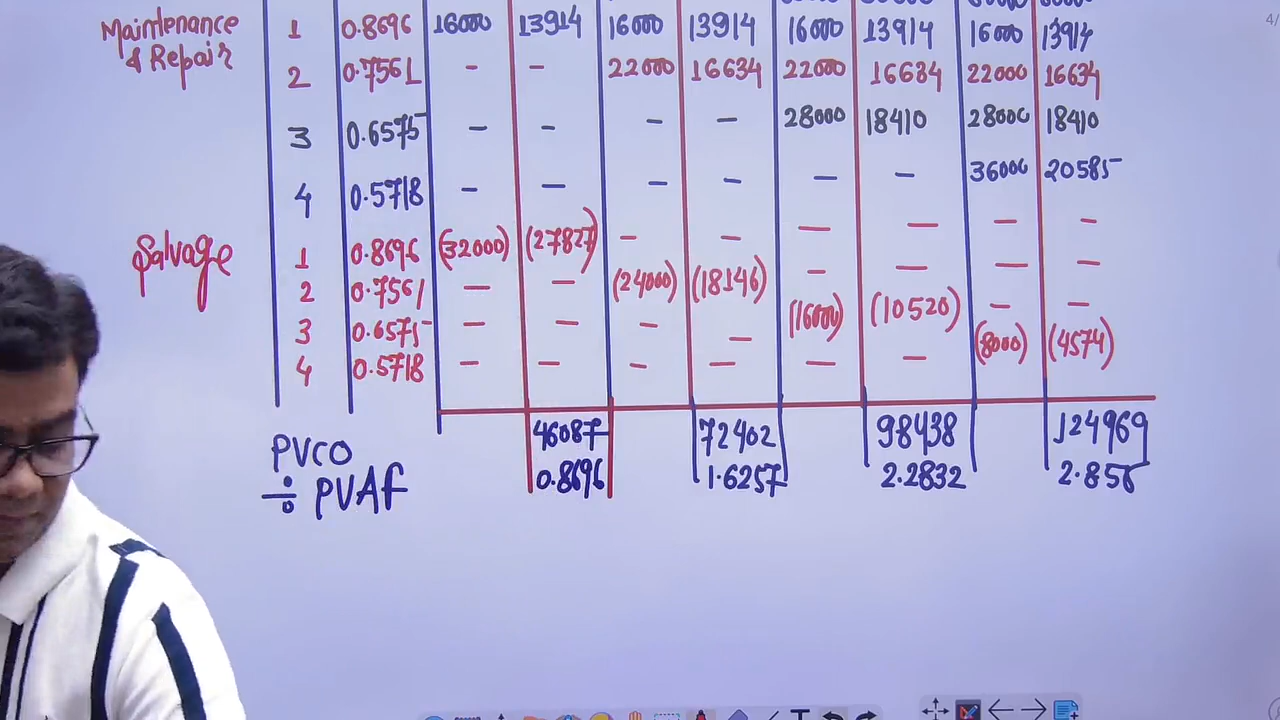 4/
Maintenance 1 0.8696 16000 13914 16000 13914 16000 13914 16000 13914
& Repair 2 0.7561 - - 22000 16634 22000 16634 22000 16634
3 0.6575 - - - - 28000 18410 28000 18410
4 0.5718 - - - - - - 36000 20585
Salvage 1 0.8696 (32000) (27827) - - - - - -
2 0.7561 - - (24000) (18146) - - - -
3 0.6575 - - - - (16000) (10520) - -
4 0.5718 - - - - - - (8000) (4574)
PVCO 46087 72402 98438 124969
÷ PVAF 0.8696 1.6257 2.2832 2.856